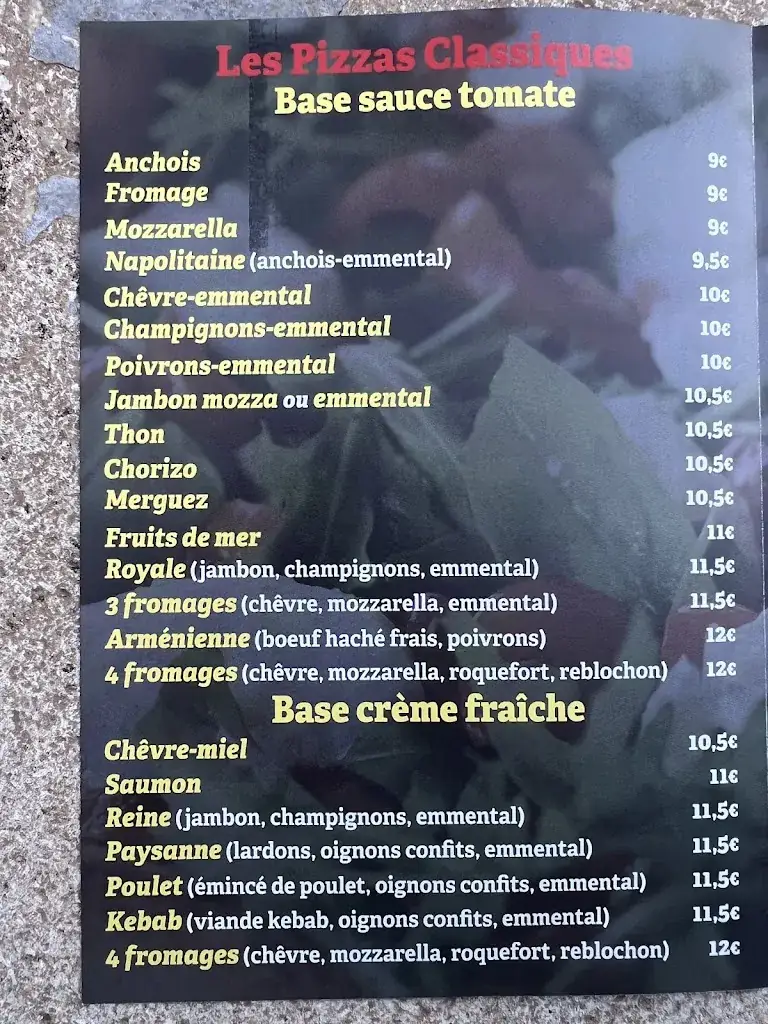 Les Pizzas Classiques
Base sauce tomate
Anchois 9€
Fromage 9€
Mozzarella 9€
Napolitaine (anchois-emmental) 9,5€
Chêvre-emmental 10€
Champignons-emmental 10€
Poivrons-emmental 10€
Jambon mozza ou emmental 10,5€
Thon 10,5€
Chorizo 10,5€
Merguez 10,5€
Fruits de mer 11€
Royale (jambon, champignons, emmental) 11,5€
3 fromages (chêvre, mozzarella, emmental) 11,5€
Arménienne (boeuf haché frais, poivrons) 12€
4 fromages (chêvre, mozzarella, roquefort, reblochon) 12€
Base crème fraîche
Chêvre-miel 10,5€
Saumon 11€
Reine (jambon, champignons, emmental) 11,5€
Paysanne (lardons, oignons confits, emmental) 11,5€
Poulet (émincé de poulet, oignons confits, emmental) 11,5€
Kebab (viande kebab, oignons confits, emmental) 11,5€
4 fromages (chêvre, mozzarella, roquefort, reblochon) 12€